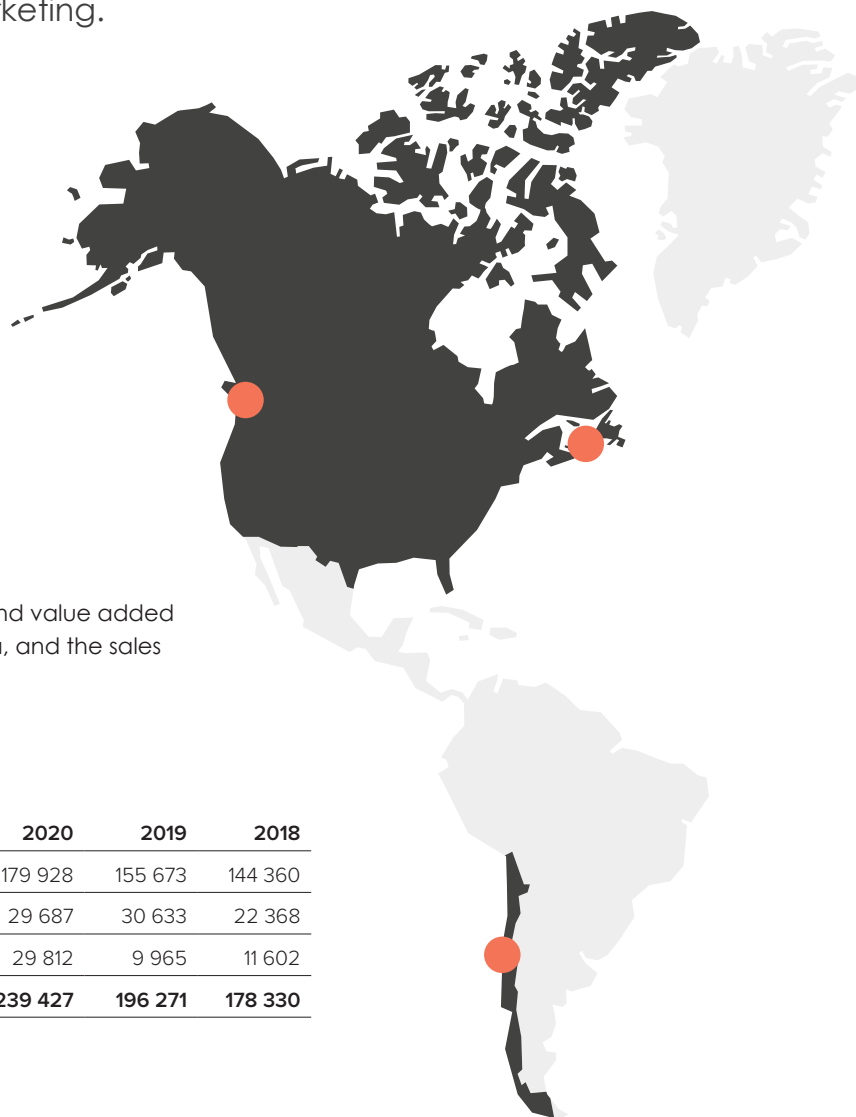 keting.
nd value added
, and the sales
2020 2019 2018
179 928 155 673 144 360
29 687 30 633 22 368
29 812 9 965 11 602
239 427 196 271 178 330